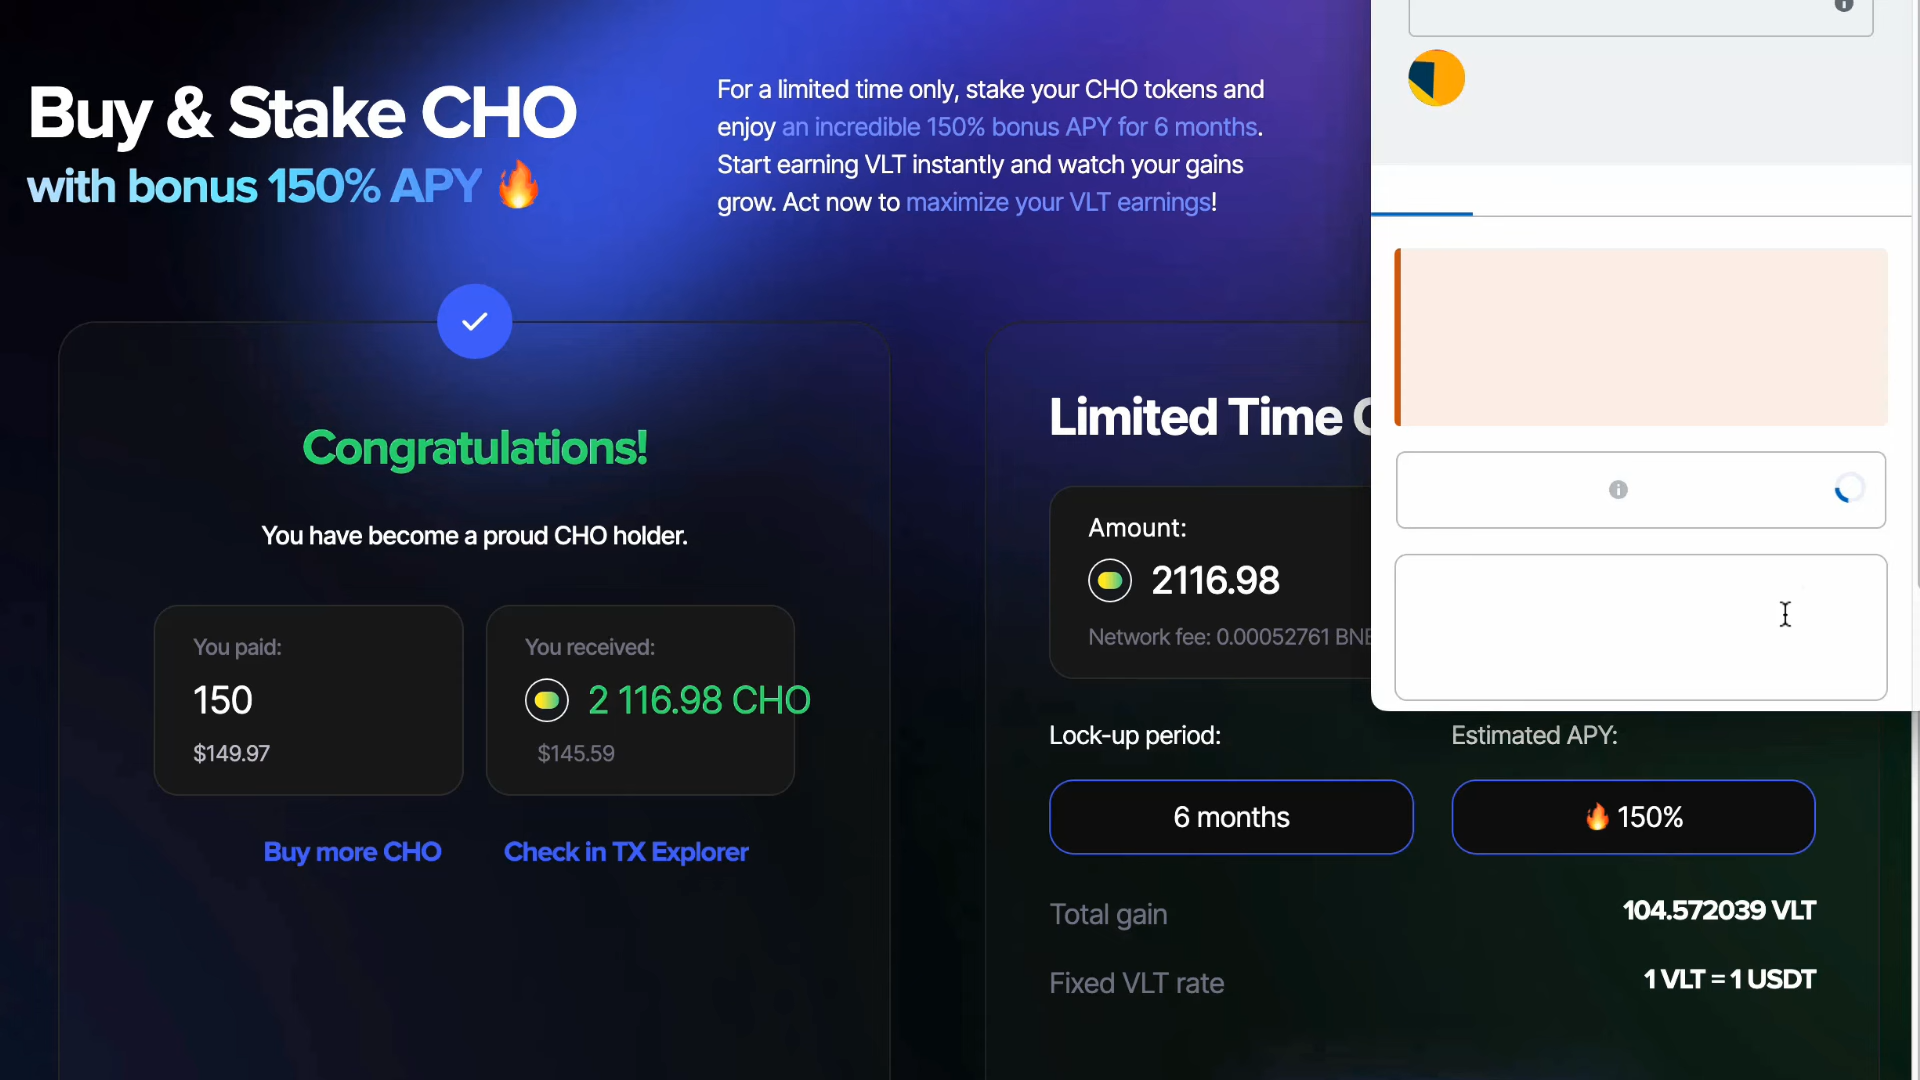 Buy & Stake CHO
with bonus 150% APY 🔥
For a limited time only, stake your CHO tokens and
enjoy an incredible 150% bonus APY for 6 months.
Start earning VLT instantly and watch your gains
grow. Act now to maximize your VLT earnings!
Congratulations!
You have become a proud CHO holder.
You paid:
150
$149.97
You received:
2 116.98 CHO
$145.59
Buy more CHO
Check in TX Explorer
Limited Time
Amount:
2116.98
Network fee: 0.00052761 BNB
Lock-up period:
Estimated APY:
6 months
🔥 150%
Total gain
104.572039 VLT
Fixed VLT rate
1 VLT = 1 USDT